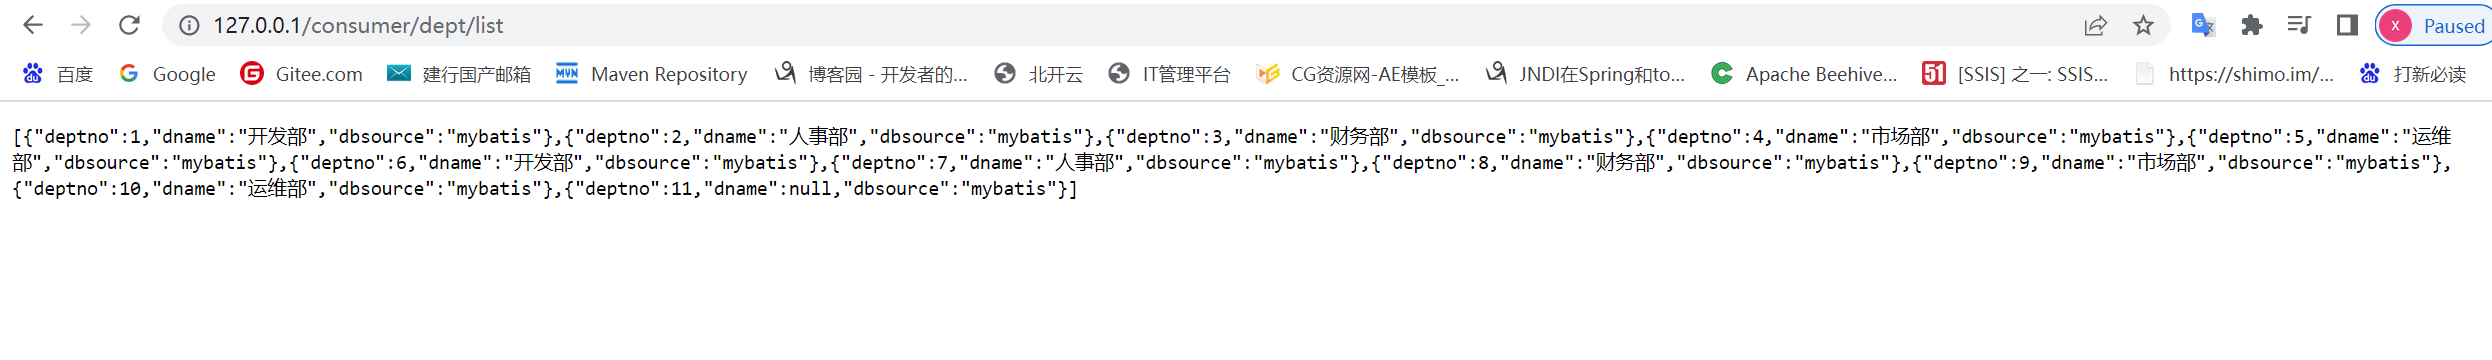 127.0.0.1/consumer/dept/list
X Paused
百度 Google Gitee.com 建行国产邮箱 MVN Maven Repository 博客园 - 开发者的... 北开云 IT管理平台 CG资源网-AE模板_... JNDI在Spring和to... Apache Beehive... 51 [SSIS] 之一: SSIS... https://shimo.im/... 打新必读
[{"deptno":1,"dname":"开发部","dbsource":"mybatis"},{"deptno":2,"dname":"人事部","dbsource":"mybatis"},{"deptno":3,"dname":"财务部","dbsource":"mybatis"},{"deptno":4,"dname":"市场部","dbsource":"mybatis"},{"deptno":5,"dname":"运维
部","dbsource":"mybatis"},{"deptno":6,"dname":"开发部","dbsource":"mybatis"},{"deptno":7,"dname":"人事部","dbsource":"mybatis"},{"deptno":8,"dname":"财务部","dbsource":"mybatis"},{"deptno":9,"dname":"市场部","dbsource":"mybatis"},
{"deptno":10,"dname":"运维部","dbsource":"mybatis"},{"deptno":11,"dname":null,"dbsource":"mybatis"}]